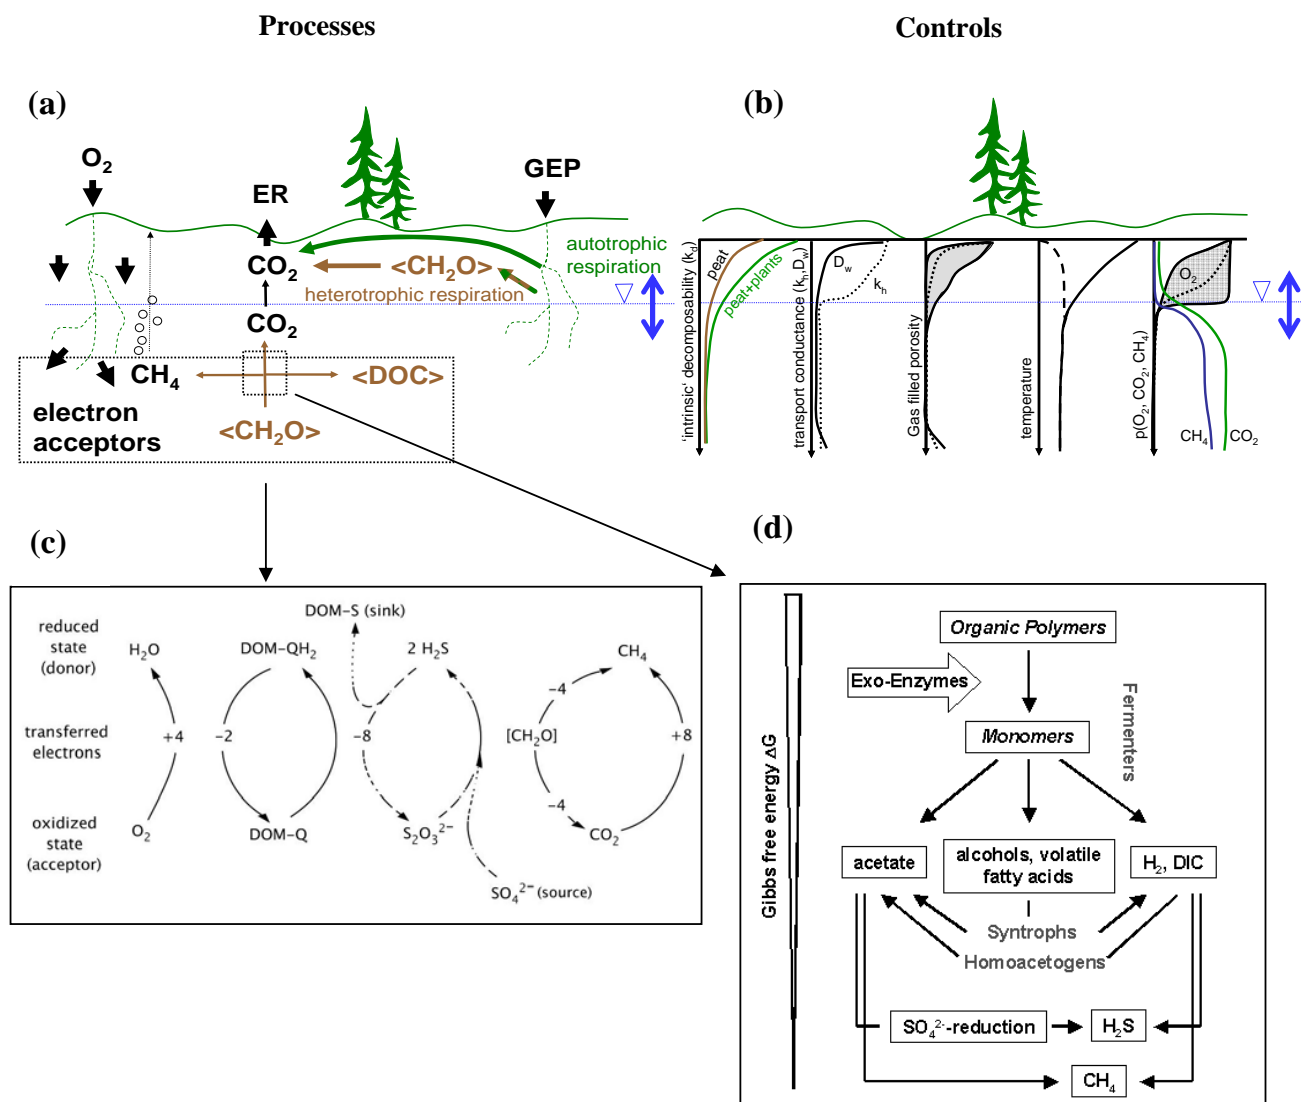 Processes
Controls
(a)
O2
ER
GEP
CO2
<CH2O>
autotrophic
respiration
heterotrophic respiration
CO2
CH4
<DOC>
electron
acceptors
<CH2O>
(b)
'intrinsic' decomposability (kd)
peat
peat+plants
transport conductance (kh,Dw)
Dw
kh
Gas filled porosity
temperature
p(O2, CO2, CH4)
O2
CH4
CO2
(c)
reduced
state
(donor)
transferred
electrons
oxidized
state
(acceptor)
DOM-S (sink)
H2O
DOM-QH2
2 H2S
CH4
+4
-2
-8
-4
[CH2O]
+8
-4
O2
DOM-Q
S2O3^2-
CO2
SO4^2- (source)
(d)
Gibbs free energy ΔG
Organic Polymers
Exo-Enzymes
Fermenters
Monomers
acetate
alcohols, volatile
fatty acids
H2, DIC
Syntrophs
Homoacetogens
SO4^2--reduction
H2S
CH4